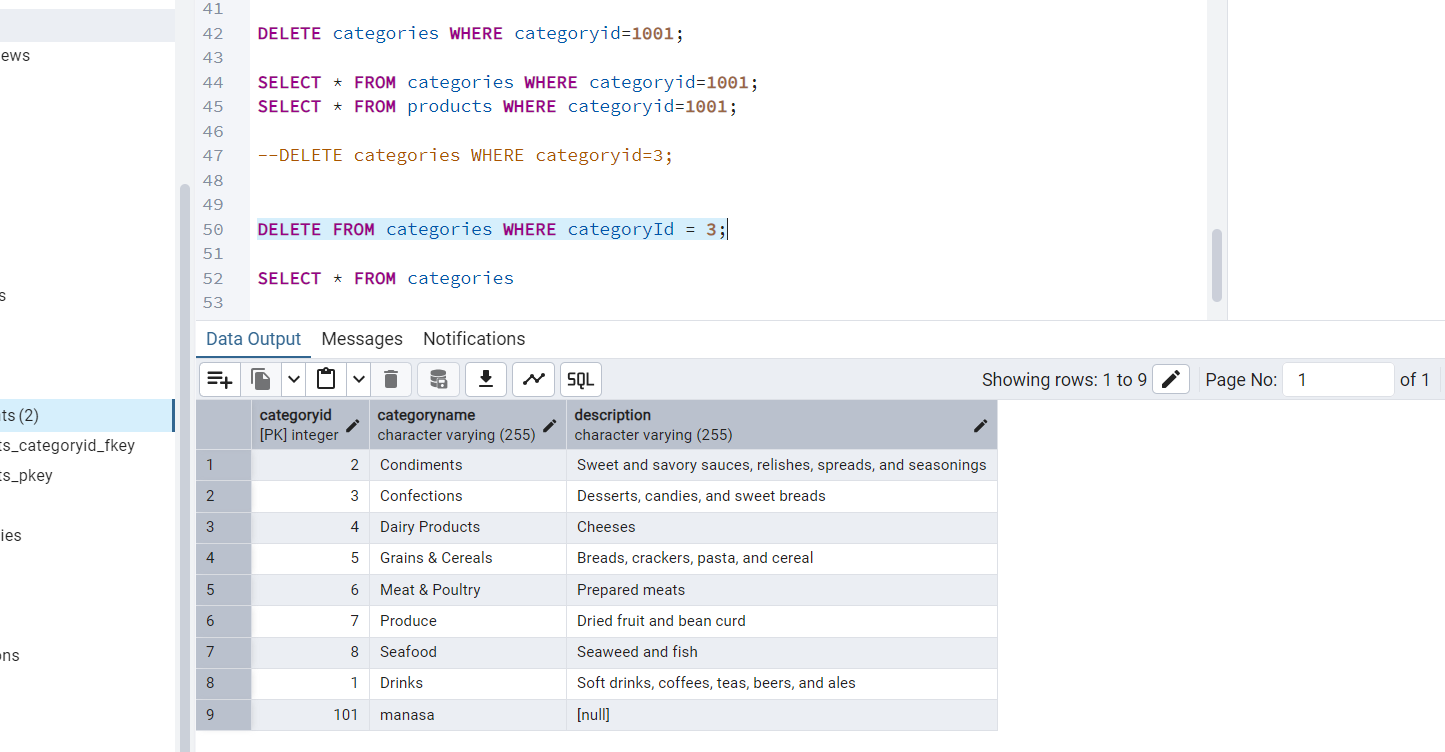 41
42 DELETE categories WHERE categoryid=1001;
ews
43
44 SELECT * FROM categories WHERE categoryid=1001;
45 SELECT * FROM products WHERE categoryid=1001;
46
47 --DELETE categories WHERE categoryid=3;
48
49
50 DELETE FROM categories WHERE categoryId = 3;
51
52 SELECT * FROM categories
s
53
Data Output Messages Notifications
SQL Showing rows: 1 to 9 Page No: 1 of 1
categoryid categoryname description
[PK] integer character varying (255) character varying (255)
ts (2)
ts_categoryid_fkey
ts_pkey
ies
ons
1 2 Condiments Sweet and savory sauces, relishes, spreads, and seasonings
2 3 Confections Desserts, candies, and sweet breads
3 4 Dairy Products Cheeses
4 5 Grains & Cereals Breads, crackers, pasta, and cereal
5 6 Meat & Poultry Prepared meats
6 7 Produce Dried fruit and bean curd
7 8 Seafood Seaweed and fish
8 1 Drinks Soft drinks, coffees, teas, beers, and ales
9 101 manasa [null]